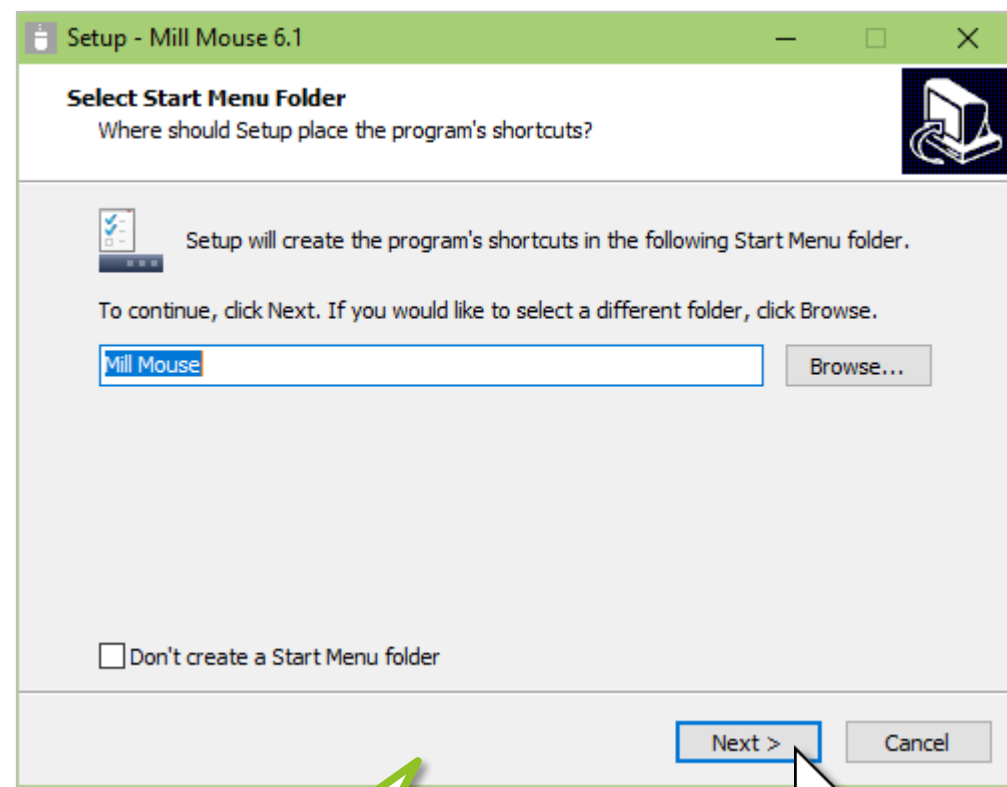 Setup - Mill Mouse 6.1
Select Start Menu Folder
Where should Setup place the program's shortcuts?
Setup will create the program's shortcuts in the following Start Menu folder.
To continue, click Next. If you would like to select a different folder, click Browse.
Mill Mouse
Browse...
Don't create a Start Menu folder
Next >
Cancel